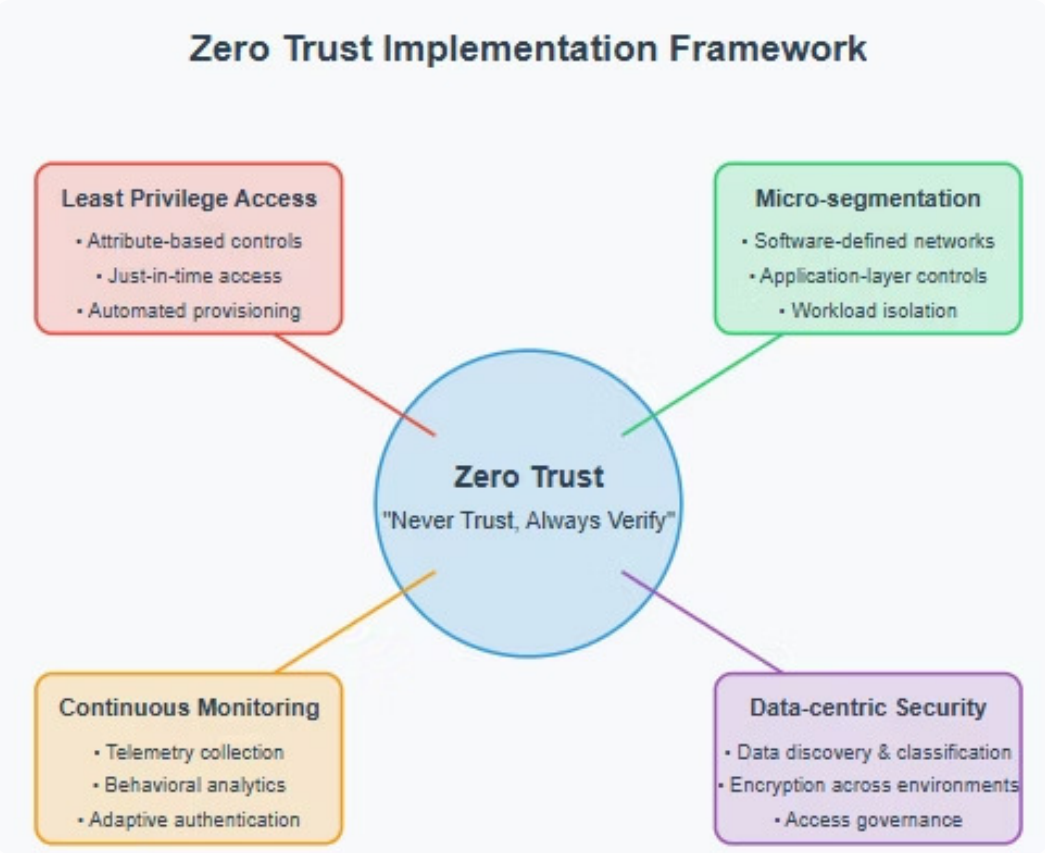 Zero Trust Implementation Framework
Least Privilege Access
• Attribute-based controls
• Just-in-time access
• Automated provisioning
Micro-segmentation
• Software-defined networks
• Application-layer controls
• Workload isolation
Zero Trust
"Never Trust, Always Verify"
Continuous Monitoring
• Telemetry collection
• Behavioral analytics
• Adaptive authentication
Data-centric Security
• Data discovery & classification
• Encryption across environments
• Access governance